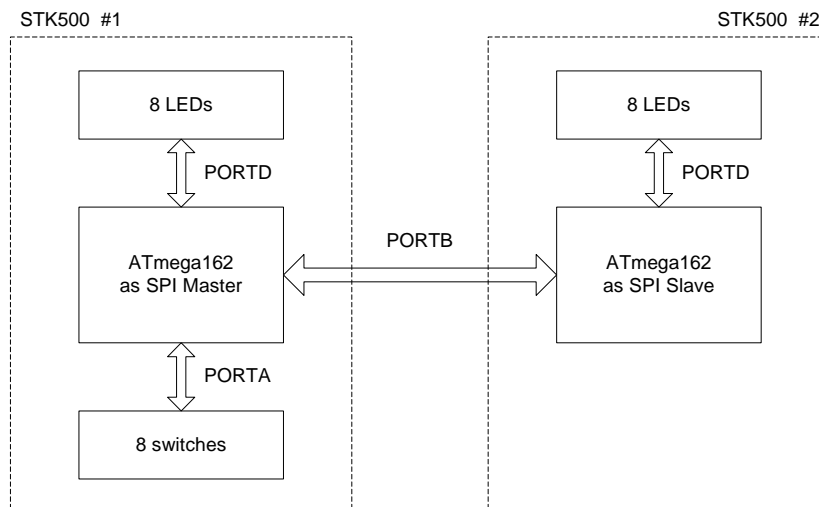 STK500 #1
STK500 #2
8 LEDs
8 LEDs
PORTD
PORTD
PORTB
ATmega162
as SPI Master
ATmega162
as SPI Slave
PORTA
8 switches